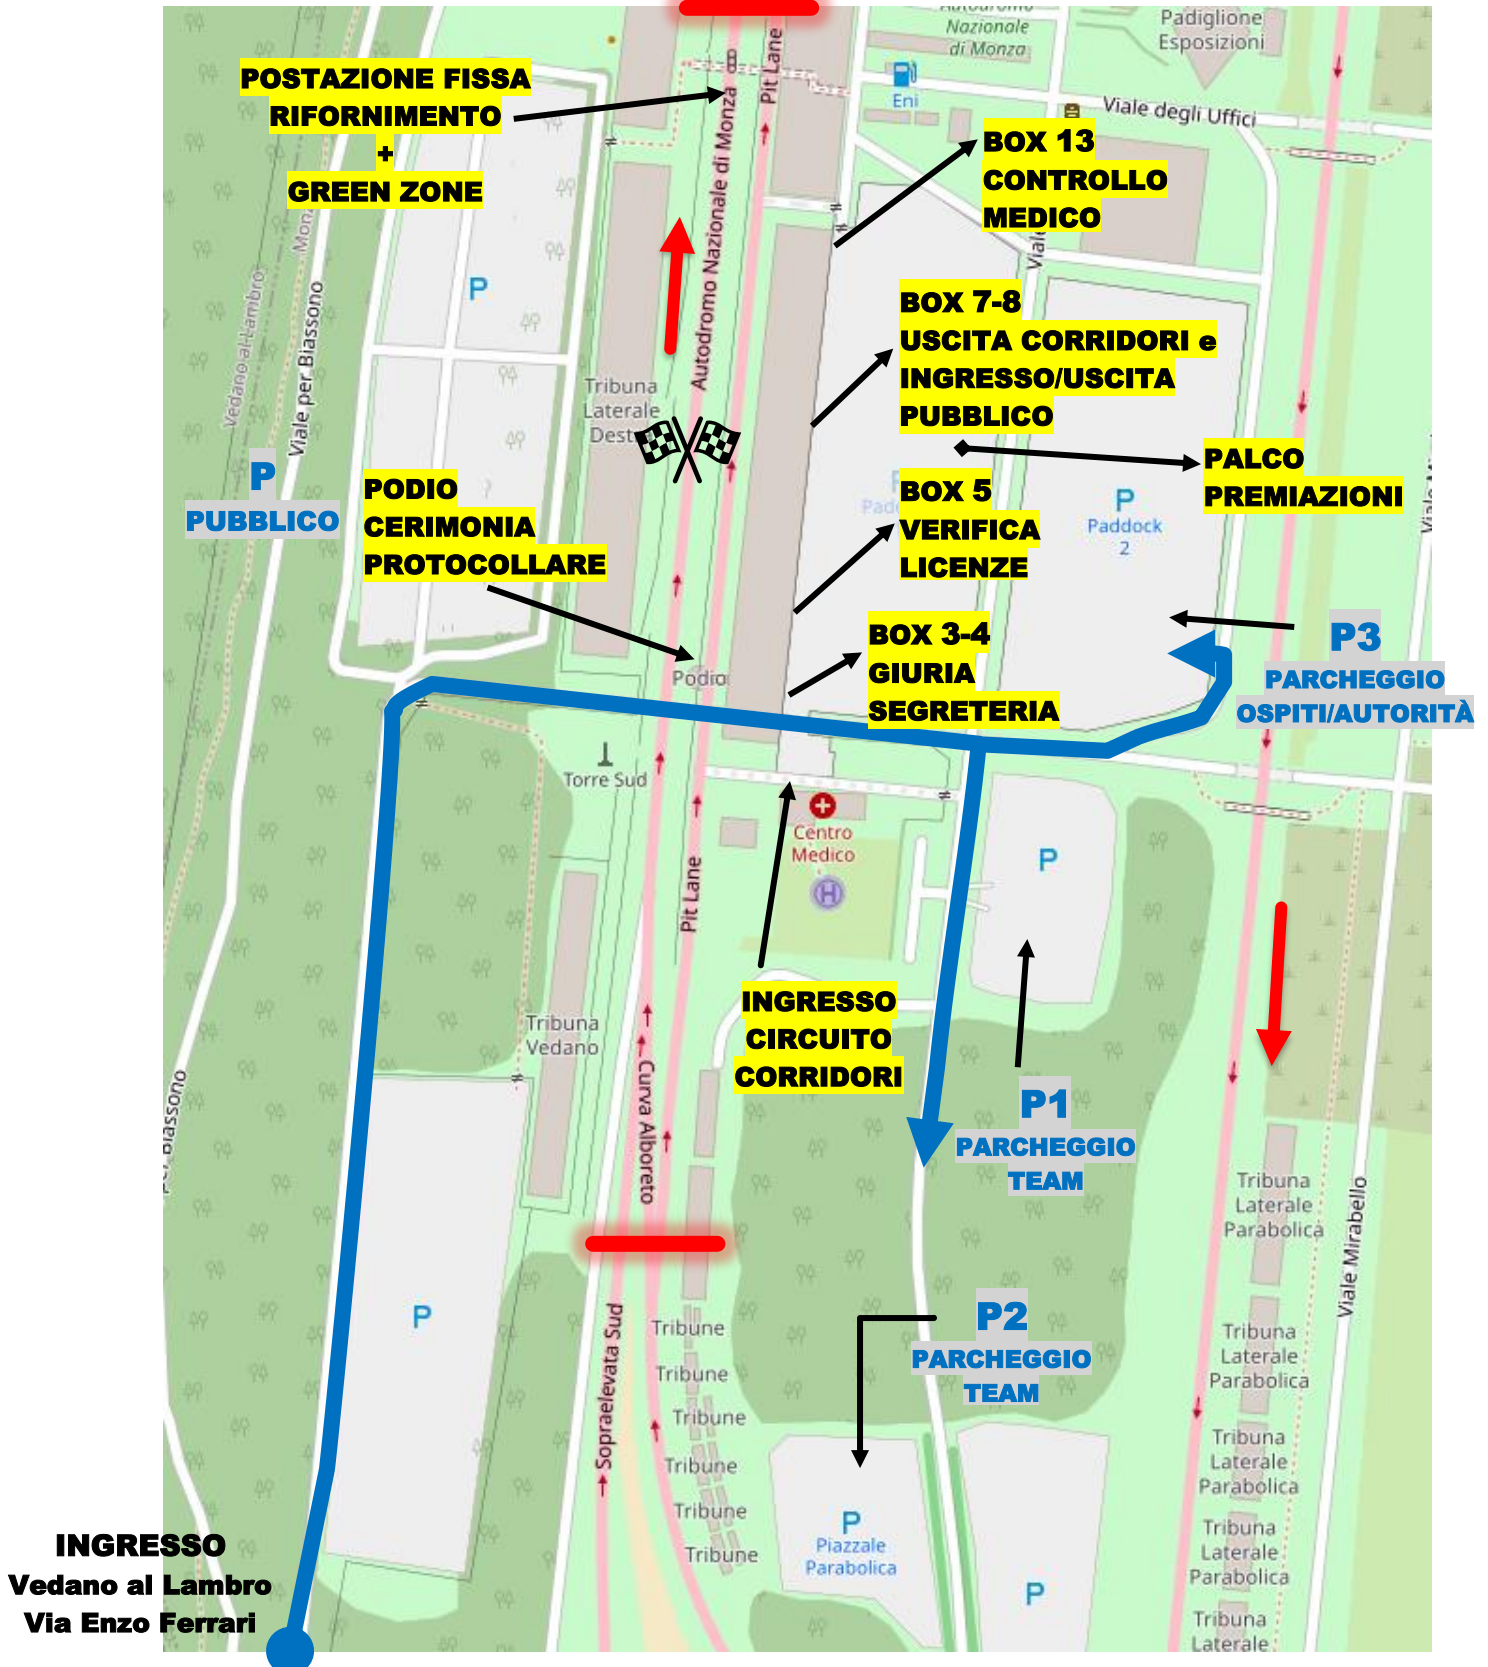 Autodromo
Nazionale
di Monza
Padiglione
Esposizioni
POSTAZIONE FISSA
RIFORNIMENTO
+
GREEN ZONE
Pit Lane
Eni
Viale degli Uffici
BOX 13
CONTROLLO
MEDICO
Autodromo Nazionale di Monza
Vedano al Lambro
Viale per Biassono
P
BOX 7-8
USCITA CORRIDORI e
INGRESSO/USCITA
PUBBLICO
Tribuna
Laterale
P
PUBBLICO
PODIO
CERIMONIA
PROTOCOLLARE
PALCO
PREMIAZIONI
BOX 5
VERIFICA
LICENZE
P
Paddock
2
BOX 3-4
GIURIA
SEGRETERIA
P3
PARCHEGGIO
OSPITI/AUTORITÀ
Podio
Torre Sud
Centro
Medico
H
P
Pit Lane
INGRESSO
CIRCUITO
CORRIDORI
Tribuna
Vedano
Curva Alboreto
P1
PARCHEGGIO
TEAM
Tribuna
Laterale
Parabolica
Viale Mirabello
P
Sopraelevata Sud
P2
PARCHEGGIO
TEAM
Tribune
Tribune
Tribune
Tribune
Tribune
Tribune
Tribuna
Laterale
Parabolica
Tribuna
Laterale
Parabolica
P
Piazzale
Parabolica
P
Tribuna
Laterale
Parabolica
Tribuna
Laterale
INGRESSO
Vedano al Lambro
Via Enzo Ferrari